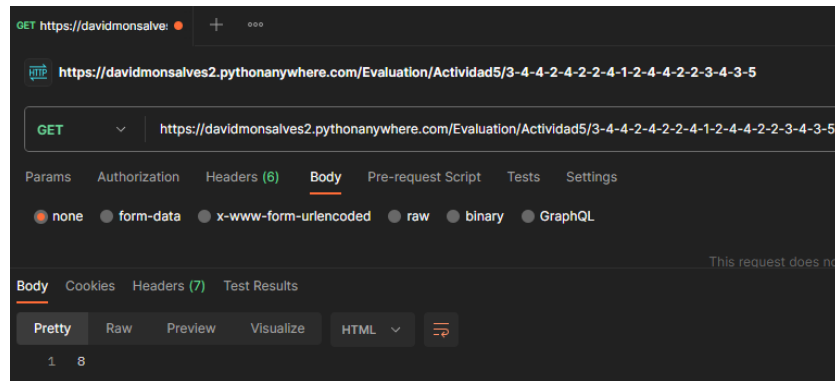 GET https://davidmonsalve:
HTTP https://davidmonsalves2.pythonanywhere.com/Evaluation/Actividad5/3-4-4-2-4-2-2-4-1-2-4-4-2-2-3-4-3-5
GET https://davidmonsalves2.pythonanywhere.com/Evaluation/Actividad5/3-4-4-2-4-2-2-4-1-2-4-4-2-2-3-4-3-5
Params Authorization Headers (6) Body Pre-request Script Tests Settings
none form-data x-www-form-urlencoded raw binary GraphQL
This request does no
Body Cookies Headers (7) Test Results
Pretty Raw Preview Visualize HTML
1 8